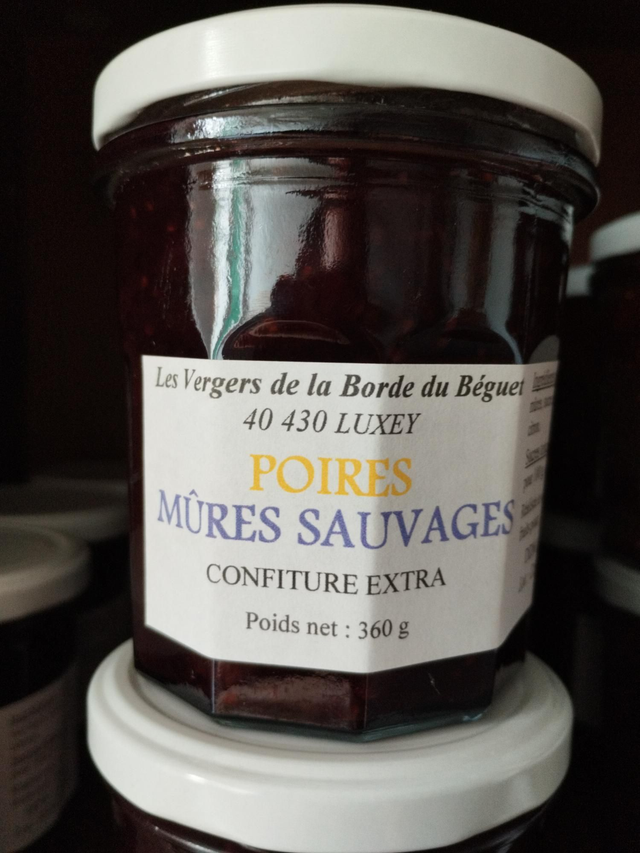 Les Vergers de la Borde du Béguet
40 430 LUXEY
POIRES
MÛRES SAUVAGES
CONFITURE EXTRA
Poids net : 360 g